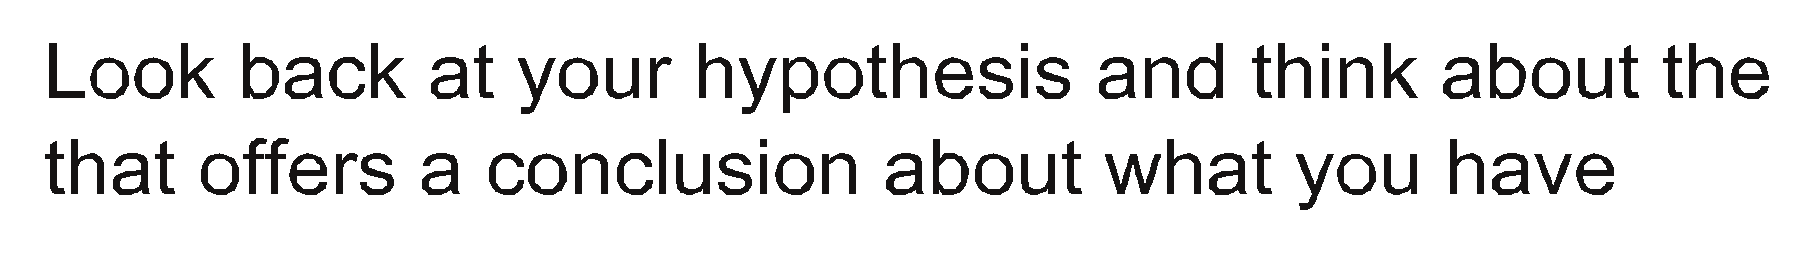 Look back at your hypothesis and think about the
that offers a conclusion about what you have